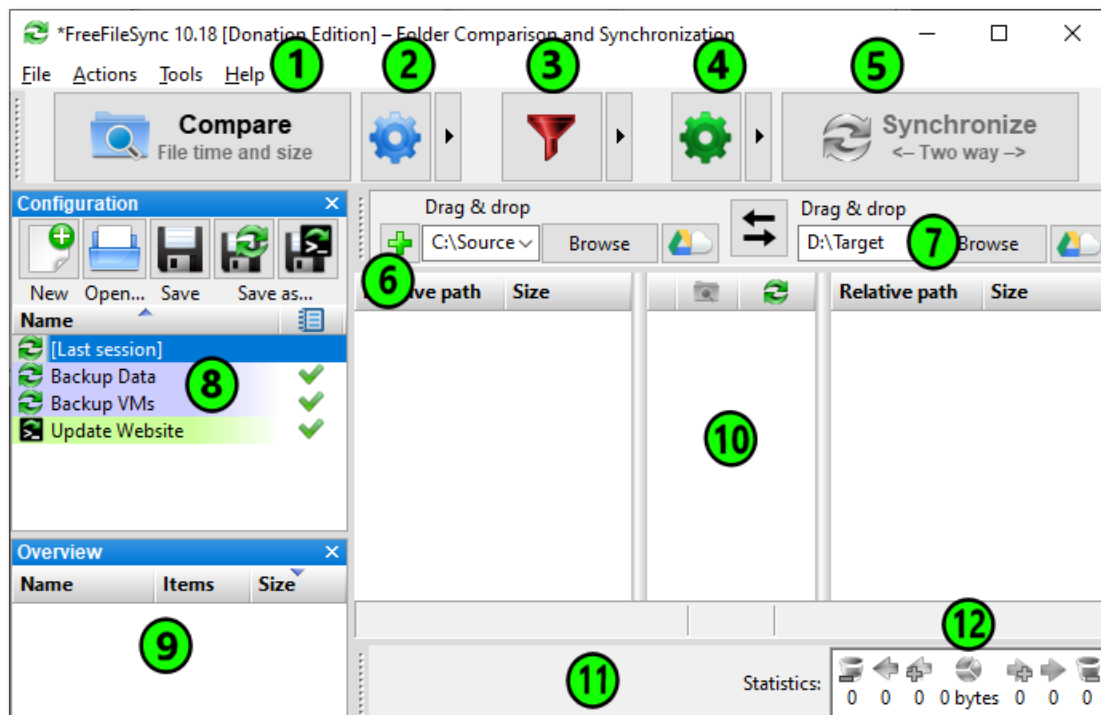 *FreeFileSync 10.18 [Donation Edition] – Folder Comparison and Synchronization
File Actions Tools Help
1 2 3 4 5
Compare
File time and size
Synchronize
<– Two way –>
Configuration
New Open... Save Save as...
Name
[Last session]
Backup Data
Backup VMs
Update Website
8
Overview
Name Items Size
9
Drag & drop
C:\Source Browse
6
Size
Drag & drop
D:\Target 7 Browse
Relative path Size
10
11
12
Statistics:
0 0 0 0 bytes 0 0 0